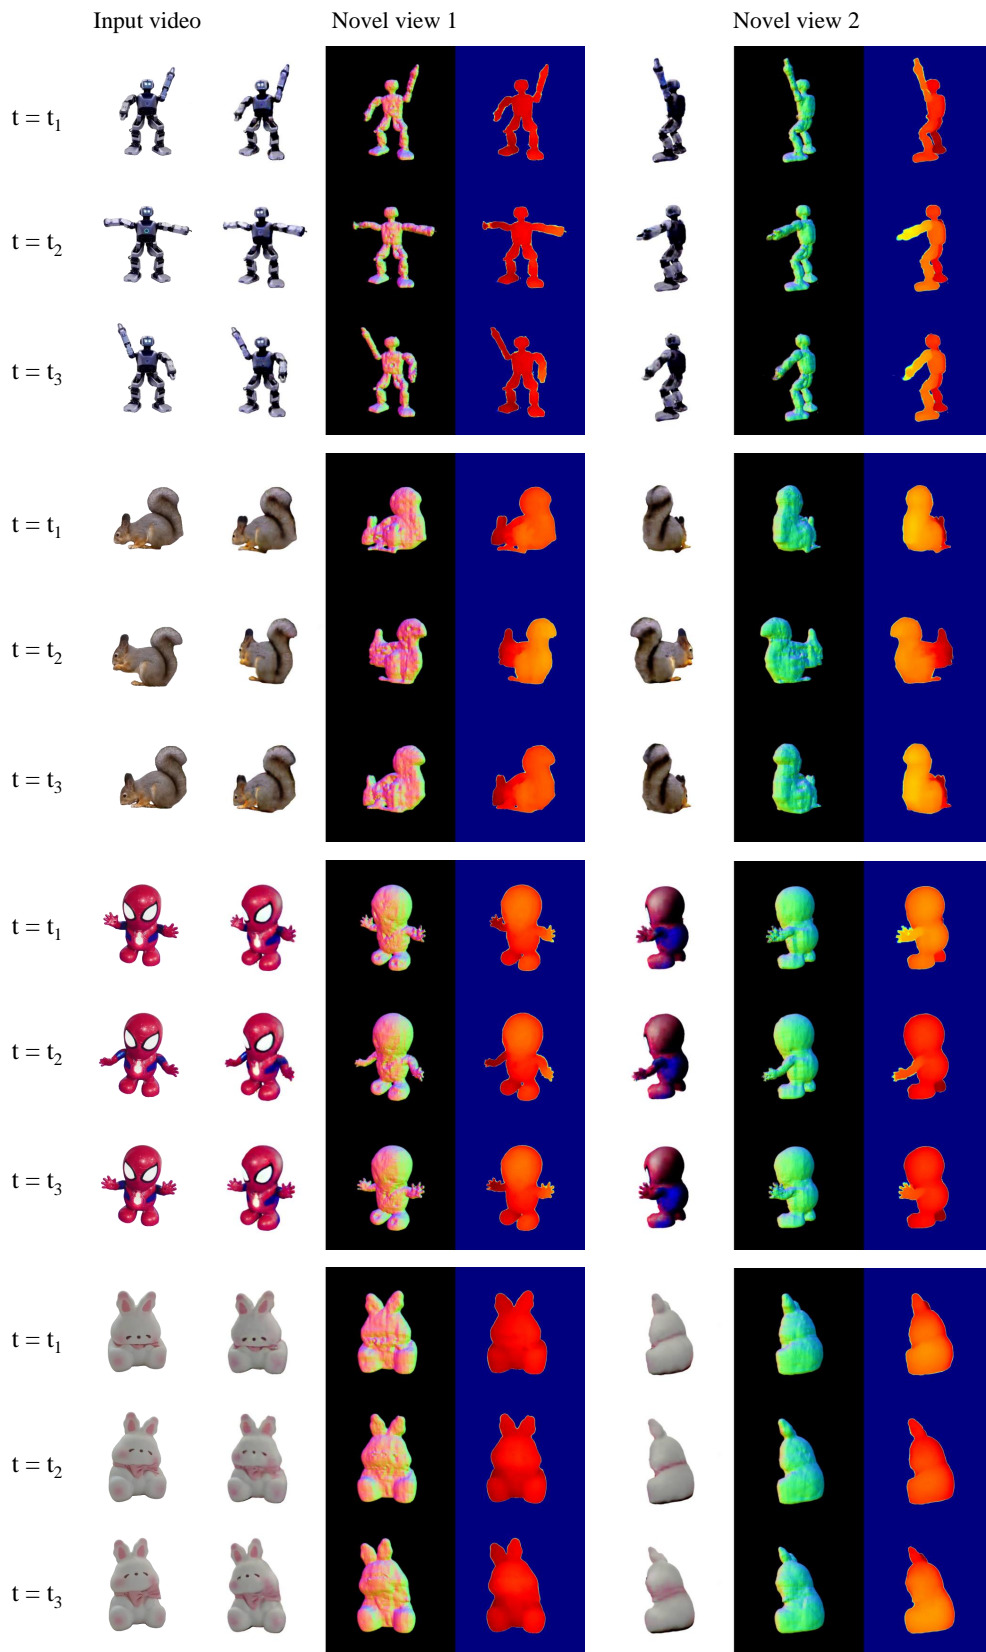 Input video Novel view 1 Novel view 2
t = t₁
t = t₂
t = t₃
t = t₁
t = t₂
t = t₃
t = t₁
t = t₂
t = t₃
t = t₁
t = t₂
t = t₃